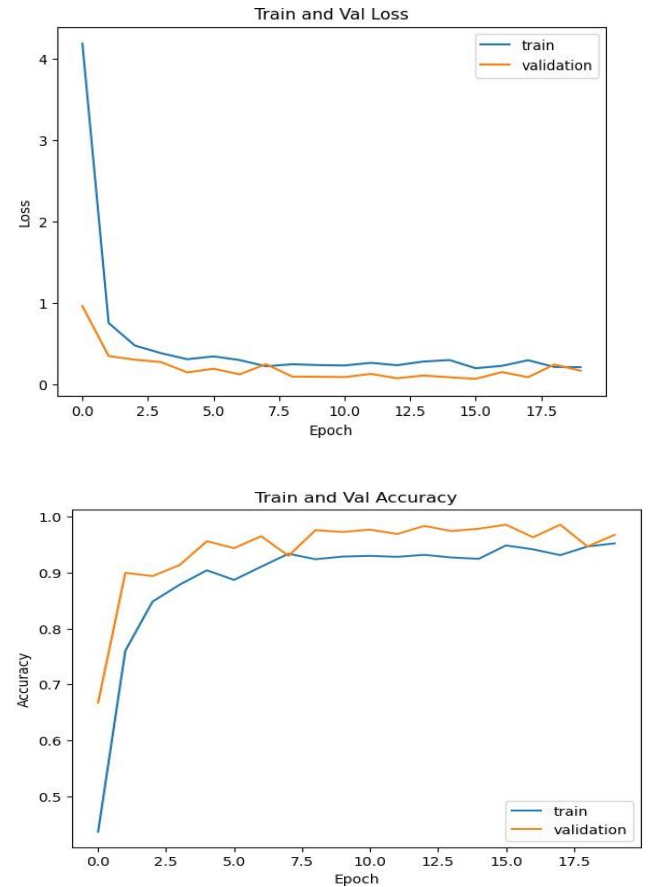 Train and Val Loss
train
validation
4
3
2
1
0
Loss
0.0 2.5 5.0 7.5 10.0 12.5 15.0 17.5
Epoch
Train and Val Accuracy
1.0
0.9
0.8
0.7
0.6
0.5
Accuracy
train
validation
0.0 2.5 5.0 7.5 10.0 12.5 15.0 17.5
Epoch